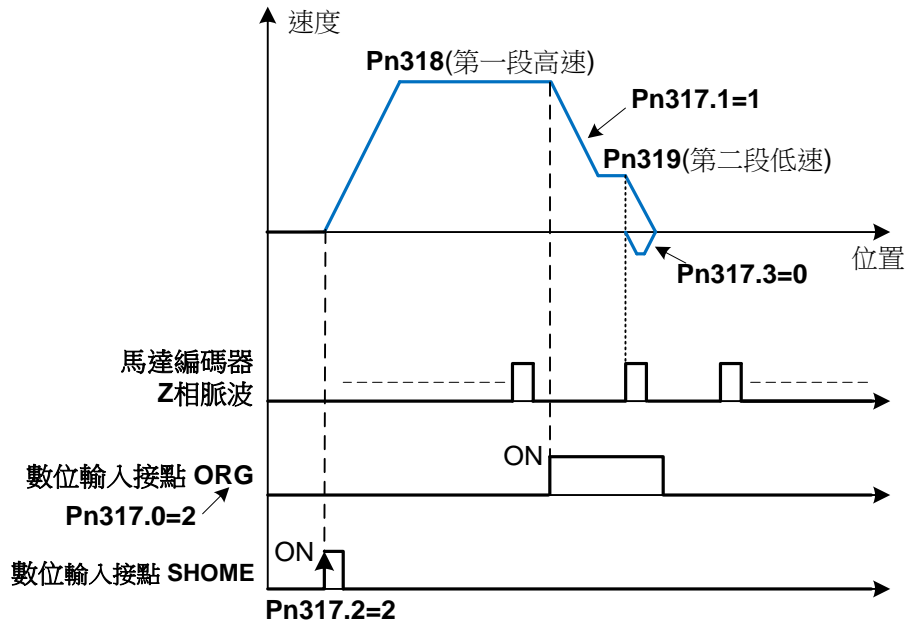 速度
Pn318(第一段高速)
Pn317.1=1
Pn319(第二段低速)
位置
Pn317.3=0
馬達編碼器
Z相脈波
ON
數位輸入接點 ORG
Pn317.0=2
ON
數位輸入接點 SHOME
Pn317.2=2